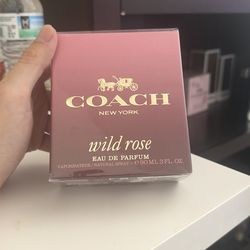 COACH
NEW YORK
wild rose
EAU DE PARFUM
VAPORISATEUR / NATURAL SPRAY - ℮ 90 ML 3 FL. OZ.